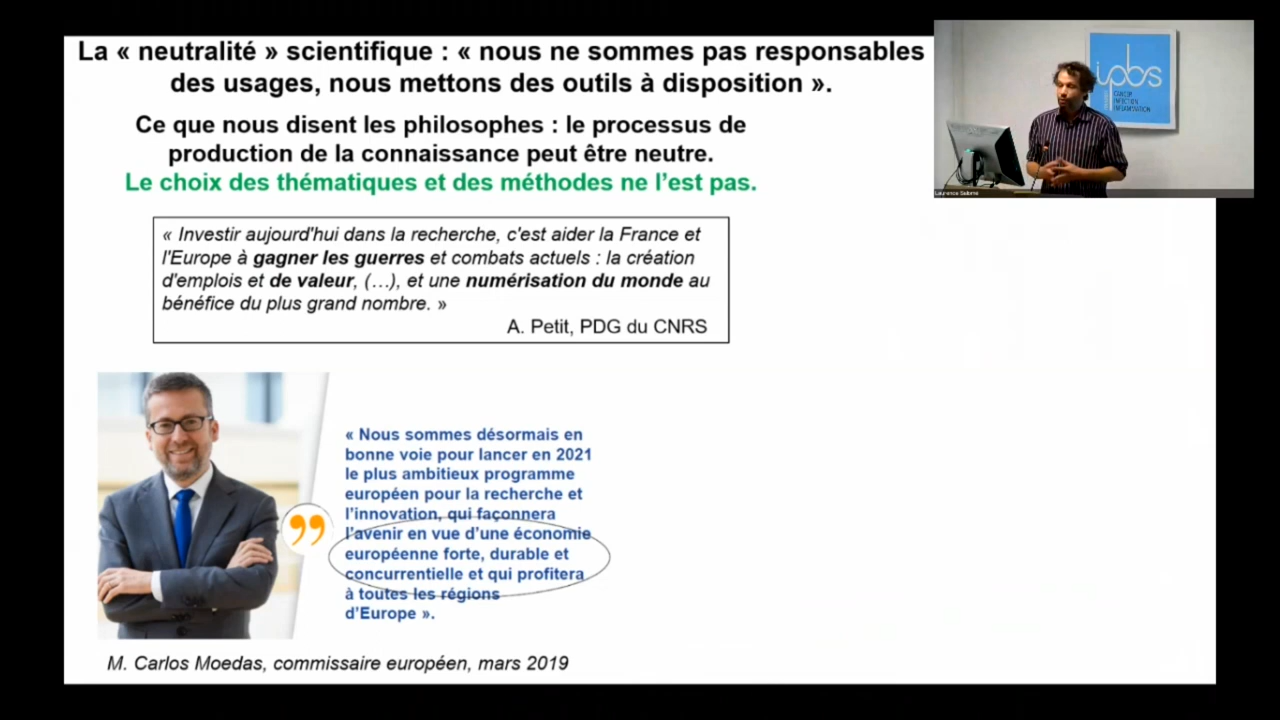 La « neutralité » scientifique : « nous ne sommes pas responsables
des usages, nous mettons des outils à disposition ».
Ce que nous disent les philosophes : le processus de
production de la connaissance peut être neutre.
Le choix des thématiques et des méthodes ne l'est pas.
« Investir aujourd'hui dans la recherche, c'est aider la France et
l'Europe à gagner les guerres et combats actuels : la création
d'emplois et de valeur, (…), et une numérisation du monde au
bénéfice du plus grand nombre. »
A. Petit, PDG du CNRS
« Nous sommes désormais en
bonne voie pour lancer en 2021
le plus ambitieux programme
européen pour la recherche et
l'innovation, qui façonnera
l'avenir en vue d'une économie
européenne forte, durable et
concurrentielle et qui profitera
à toutes les régions
d'Europe ».
M. Carlos Moedas, commissaire européen, mars 2019
ipbs
CANCER
INFECTION
INFLAMMATION
Laurence Salomé